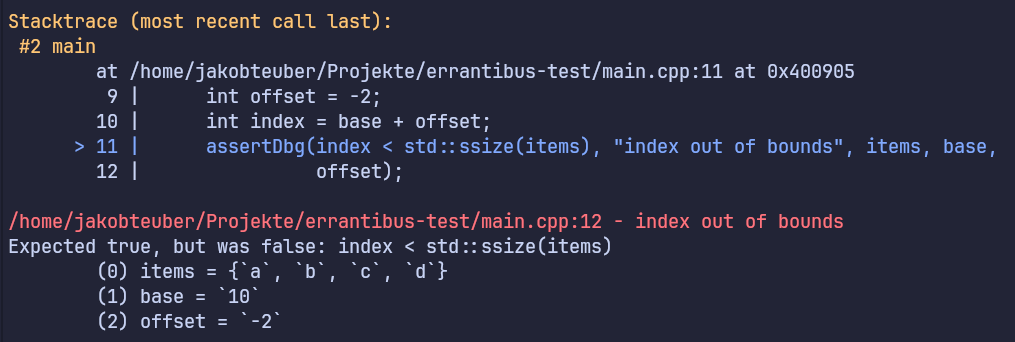 Stacktrace (most recent call last):
 #2 main
        at /home/jakobteuber/Projekte/errantibus-test/main.cpp:11 at 0x400905
         9 |      int offset = -2;
        10 |      int index = base + offset;
      > 11 |      assertDbg(index < std::ssize(items), "index out of bounds", items, base,
        12 |                offset);
/home/jakobteuber/Projekte/errantibus-test/main.cpp:12 - index out of bounds
Expected true, but was false: index < std::ssize(items)
        (0) items = {`a`, `b`, `c`, `d`}
        (1) base = `10`
        (2) offset = `-2`